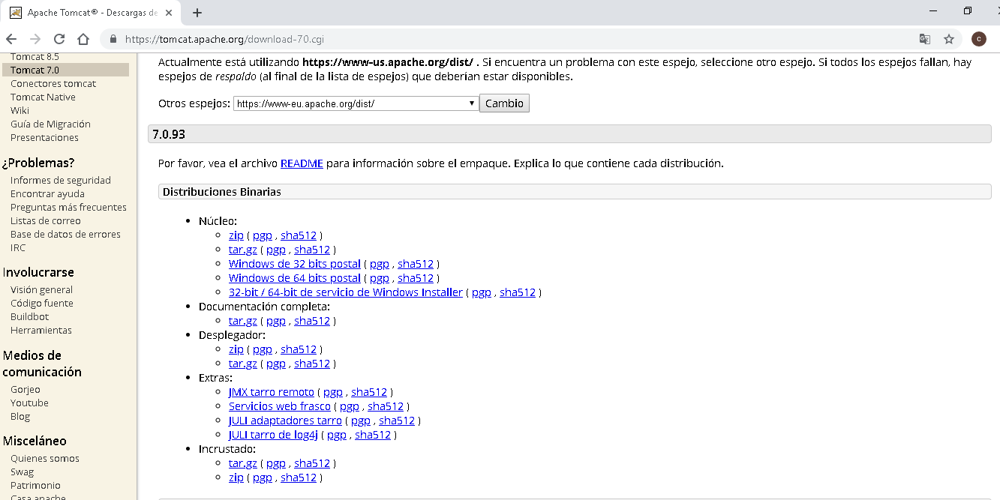 Apache Tomcat® - Descargas de
https://tomcat.apache.org/download-70.cgi
C
Tomcat 8.5
Tomcat 7.0
Conectores tomcat
Tomcat Native
Wiki
Guía de Migración
Presentaciones
¿Problemas?
Informes de seguridad
Encontrar ayuda
Preguntas más frecuentes
Listas de correo
Base de datos de errores
IRC
Involucrarse
Visión general
Código fuente
Buildbot
Herramientas
Medios de
comunicación
Gorjeo
Youtube
Blog
Misceláneo
Quienes somos
Swag
Patrimonio
Casa apache
Actualmente está utilizando https://www-us.apache.org/dist/ . Si encuentra un problema con este espejo, seleccione otro espejo. Si todos los espejos fallan, hay
espejos de respaldo (al final de la lista de espejos) que deberían estar disponibles.
Otros espejos: https://www-eu.apache.org/dist/ Cambio
7.0.93
Por favor, vea el archivo README para información sobre el empaque. Explica lo que contiene cada distribución.
Distribuciones Binarias
Núcleo:
zip ( pgp , sha512 )
tar.gz ( pgp , sha512 )
Windows de 32 bits postal ( pgp , sha512 )
Windows de 64 bits postal ( pgp , sha512 )
32-bit / 64-bit de servicio de Windows Installer ( pgp , sha512 )
Documentación completa:
tar.gz ( pgp , sha512 )
Desplegador:
zip ( pgp , sha512 )
tar.gz ( pgp , sha512 )
Extras:
JMX tarro remoto ( pgp , sha512 )
Servicios web frasco ( pgp , sha512 )
JULI adaptadores tarro ( pgp , sha512 )
JULI tarro de log4j ( pgp , sha512 )
Incrustado:
tar.gz ( pgp , sha512 )
zip ( pgp , sha512 )